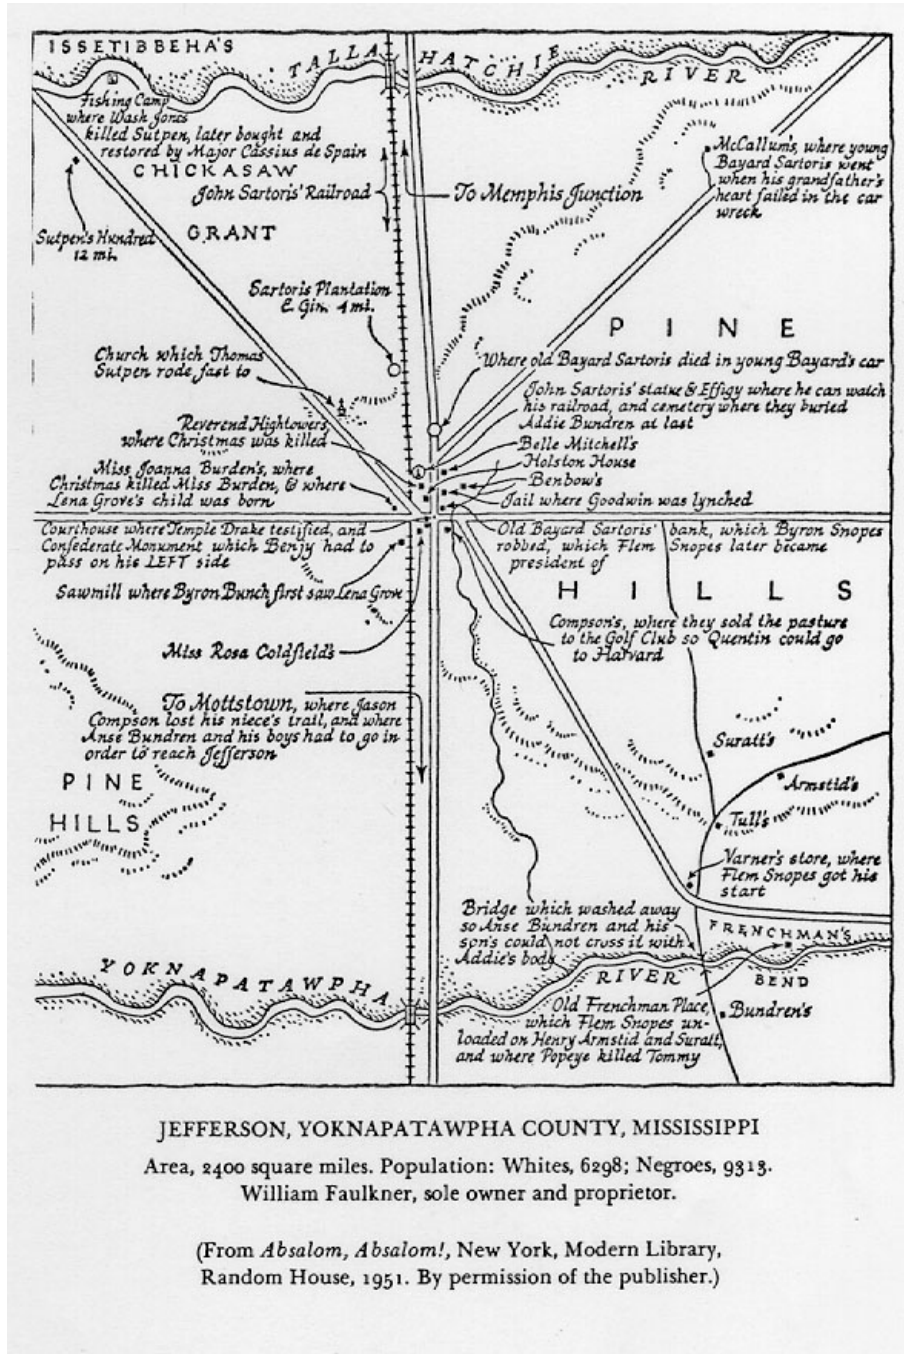 ISSETIBBEHA'S
TALLAHATCHIE
RIVER
Fishing Camp
where Wash Jones
killed Sutpen, later bought and
restored by Major Cassius de Spain
CHICKASAW
GRANT
John Sartoris' Railroad
To Memphis Junction
McCallum's, where young
Bayard Sartoris went
when his grandfather's
heart failed in the car
wreck
Sutpen's Hundred
12 mi.
Sartoris Plantation
& Gin. 4 mi.
PINE
Church which Thomas
Sutpen rode fast to
Where old Bayard Sartoris died in young Bayard's car
John Sartoris' statue & Effigy where he can watch
his railroad, and cemetery where they buried
Addie Bundren at last
Reverend Hightower's,
where Christmas was killed
Belle Mitchell's
Holston House
Benbow's
Jail where Goodwin was lynched
Miss Joanna Burden's, where
Christmas killed Miss Burden, & where
Lena Grove's child was born
Courthouse where Temple Drake testified, and
Confederate Monument which Benjy had to
pass on his LEFT side
Old Bayard Sartoris' bank, which Byron Snopes
robbed, which Flem Snopes later became
president of
HILLS
Sawmill where Byron Bunch first saw Lena Grove
Compson's, where they sold the pasture
to the Golf Club so Quentin could go
to Harvard
Miss Rosa Coldfield's
To Mottstown, where Jason
Compson lost his niece's trail, and where
Anse Bundren and his boys had to go in
order to reach Jefferson
Suratt's
Armstid's
Tull's
PINE
HILLS
Varner's store, where
Flem Snopes got his
start
Bridge which washed away
so Anse Bundren and his
sons could not cross it with
Addie's body
FRENCHMAN'S
BEND
YOKNAPATAWPHA
RIVER
Old Frenchman Place,
which Flem Snopes un-
loaded on Henry Armstid and Suratt,
and where Popeye killed Tommy
Bundren's
JEFFERSON, YOKNAPATAWPHA COUNTY, MISSISSIPPI
Area, 2400 square miles. Population: Whites, 6298; Negroes, 9313.
William Faulkner, sole owner and proprietor.
(From Absalom, Absalom!, New York, Modern Library,
Random House, 1951. By permission of the publisher.)